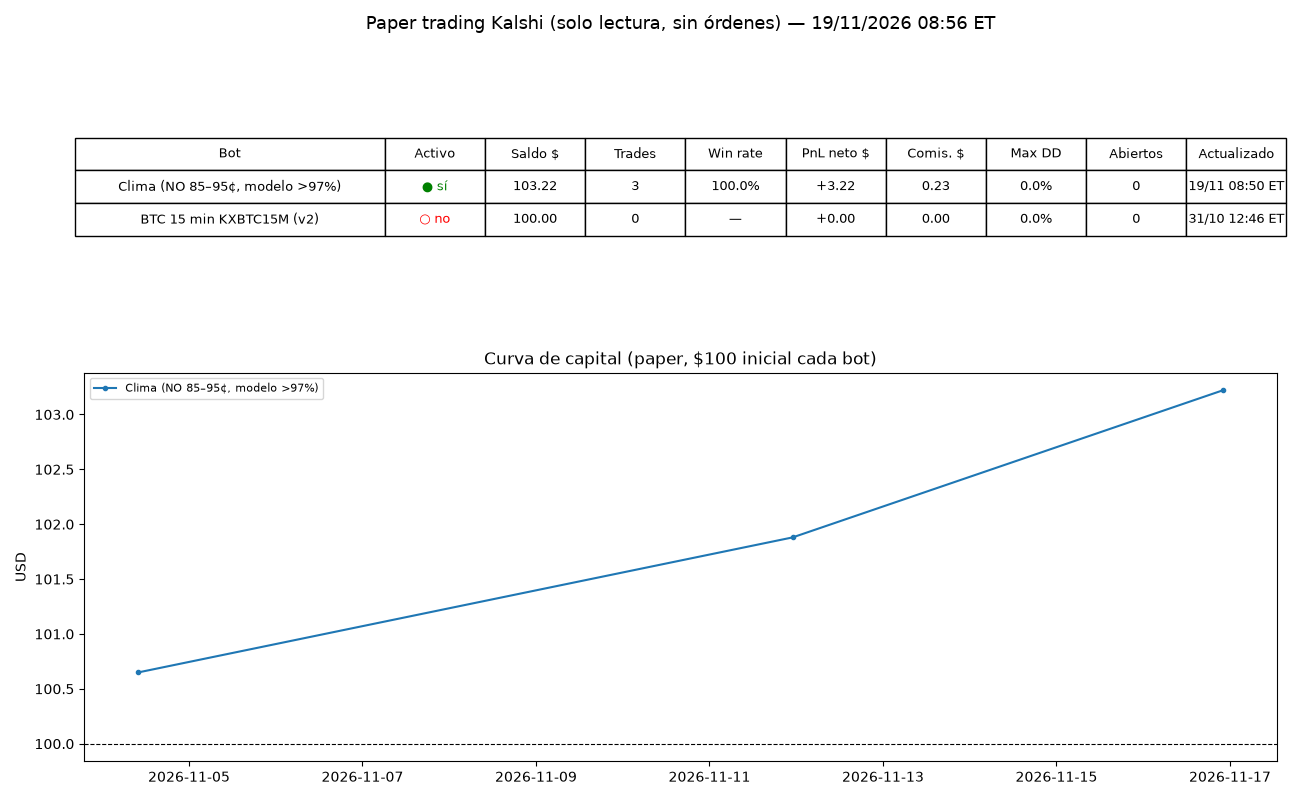 Paper trading Kalshi (solo lectura, sin órdenes) — 19/11/2026 08:56 ET
Bot Activo Saldo $ Trades Win rate PnL neto $ Comis. $ Max DD Abiertos Actualizado
Clima (NO 85–95¢, modelo >97%) ● sí 103.22 3 100.0% +3.22 0.23 0.0% 0 19/11 08:50 ET
BTC 15 min KXBTC15M (v2) ○ no 100.00 0 — +0.00 0.00 0.0% 0 31/10 12:46 ET
Curva de capital (paper, $100 inicial cada bot)
Clima (NO 85–95¢, modelo >97%)
103.0
102.5
102.0
101.5
101.0
100.5
100.0
USD
2026-11-05 2026-11-07 2026-11-09 2026-11-11 2026-11-13 2026-11-15 2026-11-17